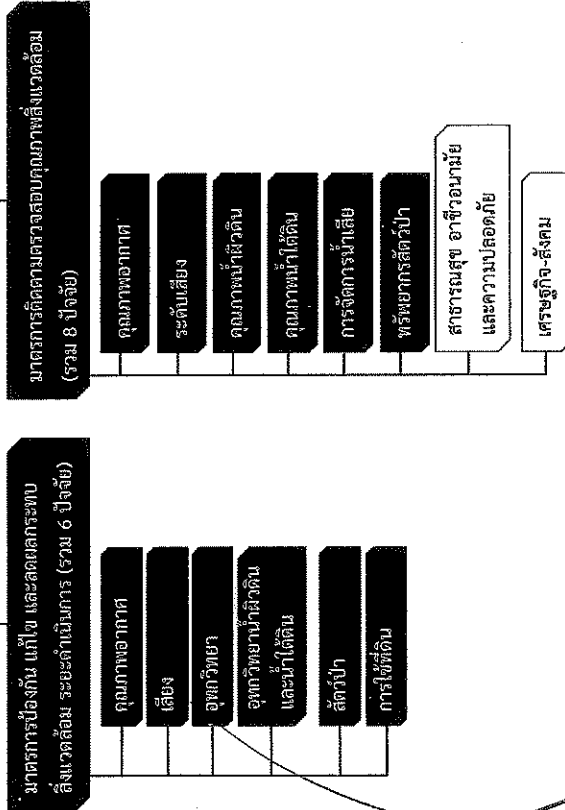 มาตรการป้องกัน แก้ไข และลดผลกระทบ
สิ่งแวดล้อม ระยะดำเนินการ (รวม 6 ปัจจัย)
คุณภาพอากาศ
เสียง
อุทกวิทยา
อุทกวิทยาน้ำผิวดิน
และน้ำใต้ดิน
สัตว์ป่า
การใช้ที่ดิน
มาตรการติดตามตรวจสอบคุณภาพสิ่งแวดล้อม
(รวม 8 ปัจจัย)
คุณภาพอากาศ
ระดับเสียง
คุณภาพน้ำผิวดิน
คุณภาพน้ำใต้ดิน
การจัดการน้ำเสีย
ทรัพยากรสัตว์ป่า
สาธารณสุข อาชีวอนามัย
และความปลอดภัย
เศรษฐกิจ-สังคม